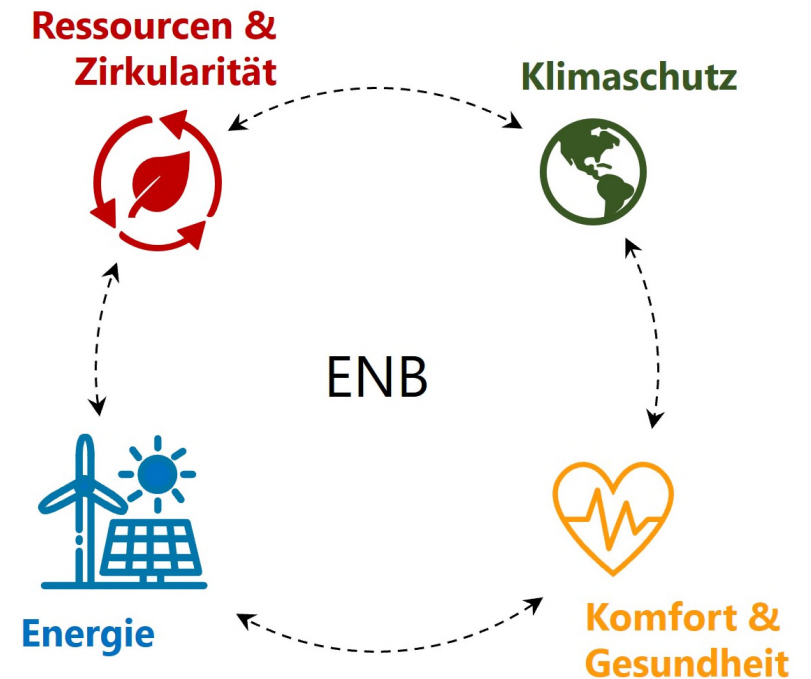 Ressourcen &
Zirkularität
Klimaschutz
ENB
Energie
Komfort &
Gesundheit